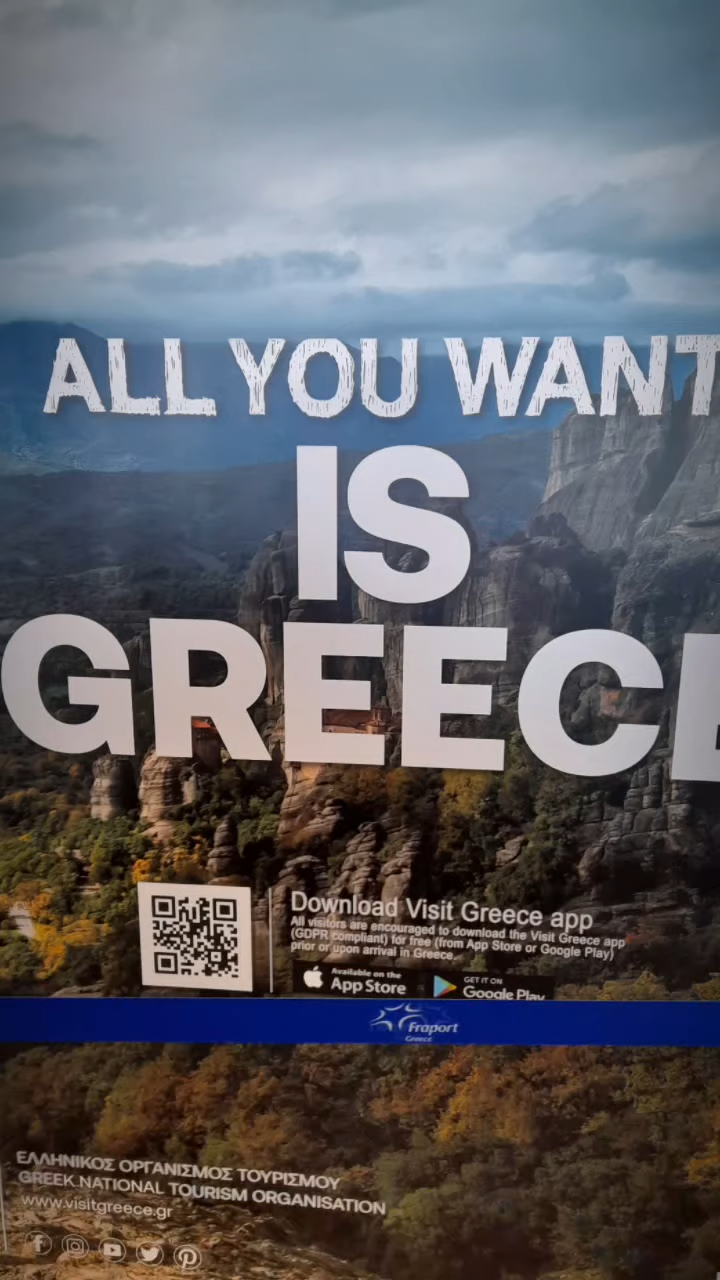 ALL YOU WANT
IS
GREECE
Download Visit Greece app
All visitors are encouraged to download the Visit Greece app
(GDPR compliant) for free (from App Store or Google Play)
prior to or upon arrival in Greece.
Available on the
App Store
GET IT ON
Google Play
Fraport
Greece
ΕΛΛΗΝΙΚΟΣ ΟΡΓΑΝΙΣΜΟΣ ΤΟΥΡΙΣΜΟΥ
GREEK NATIONAL TOURISM ORGANISATION
www.visitgreece.gr